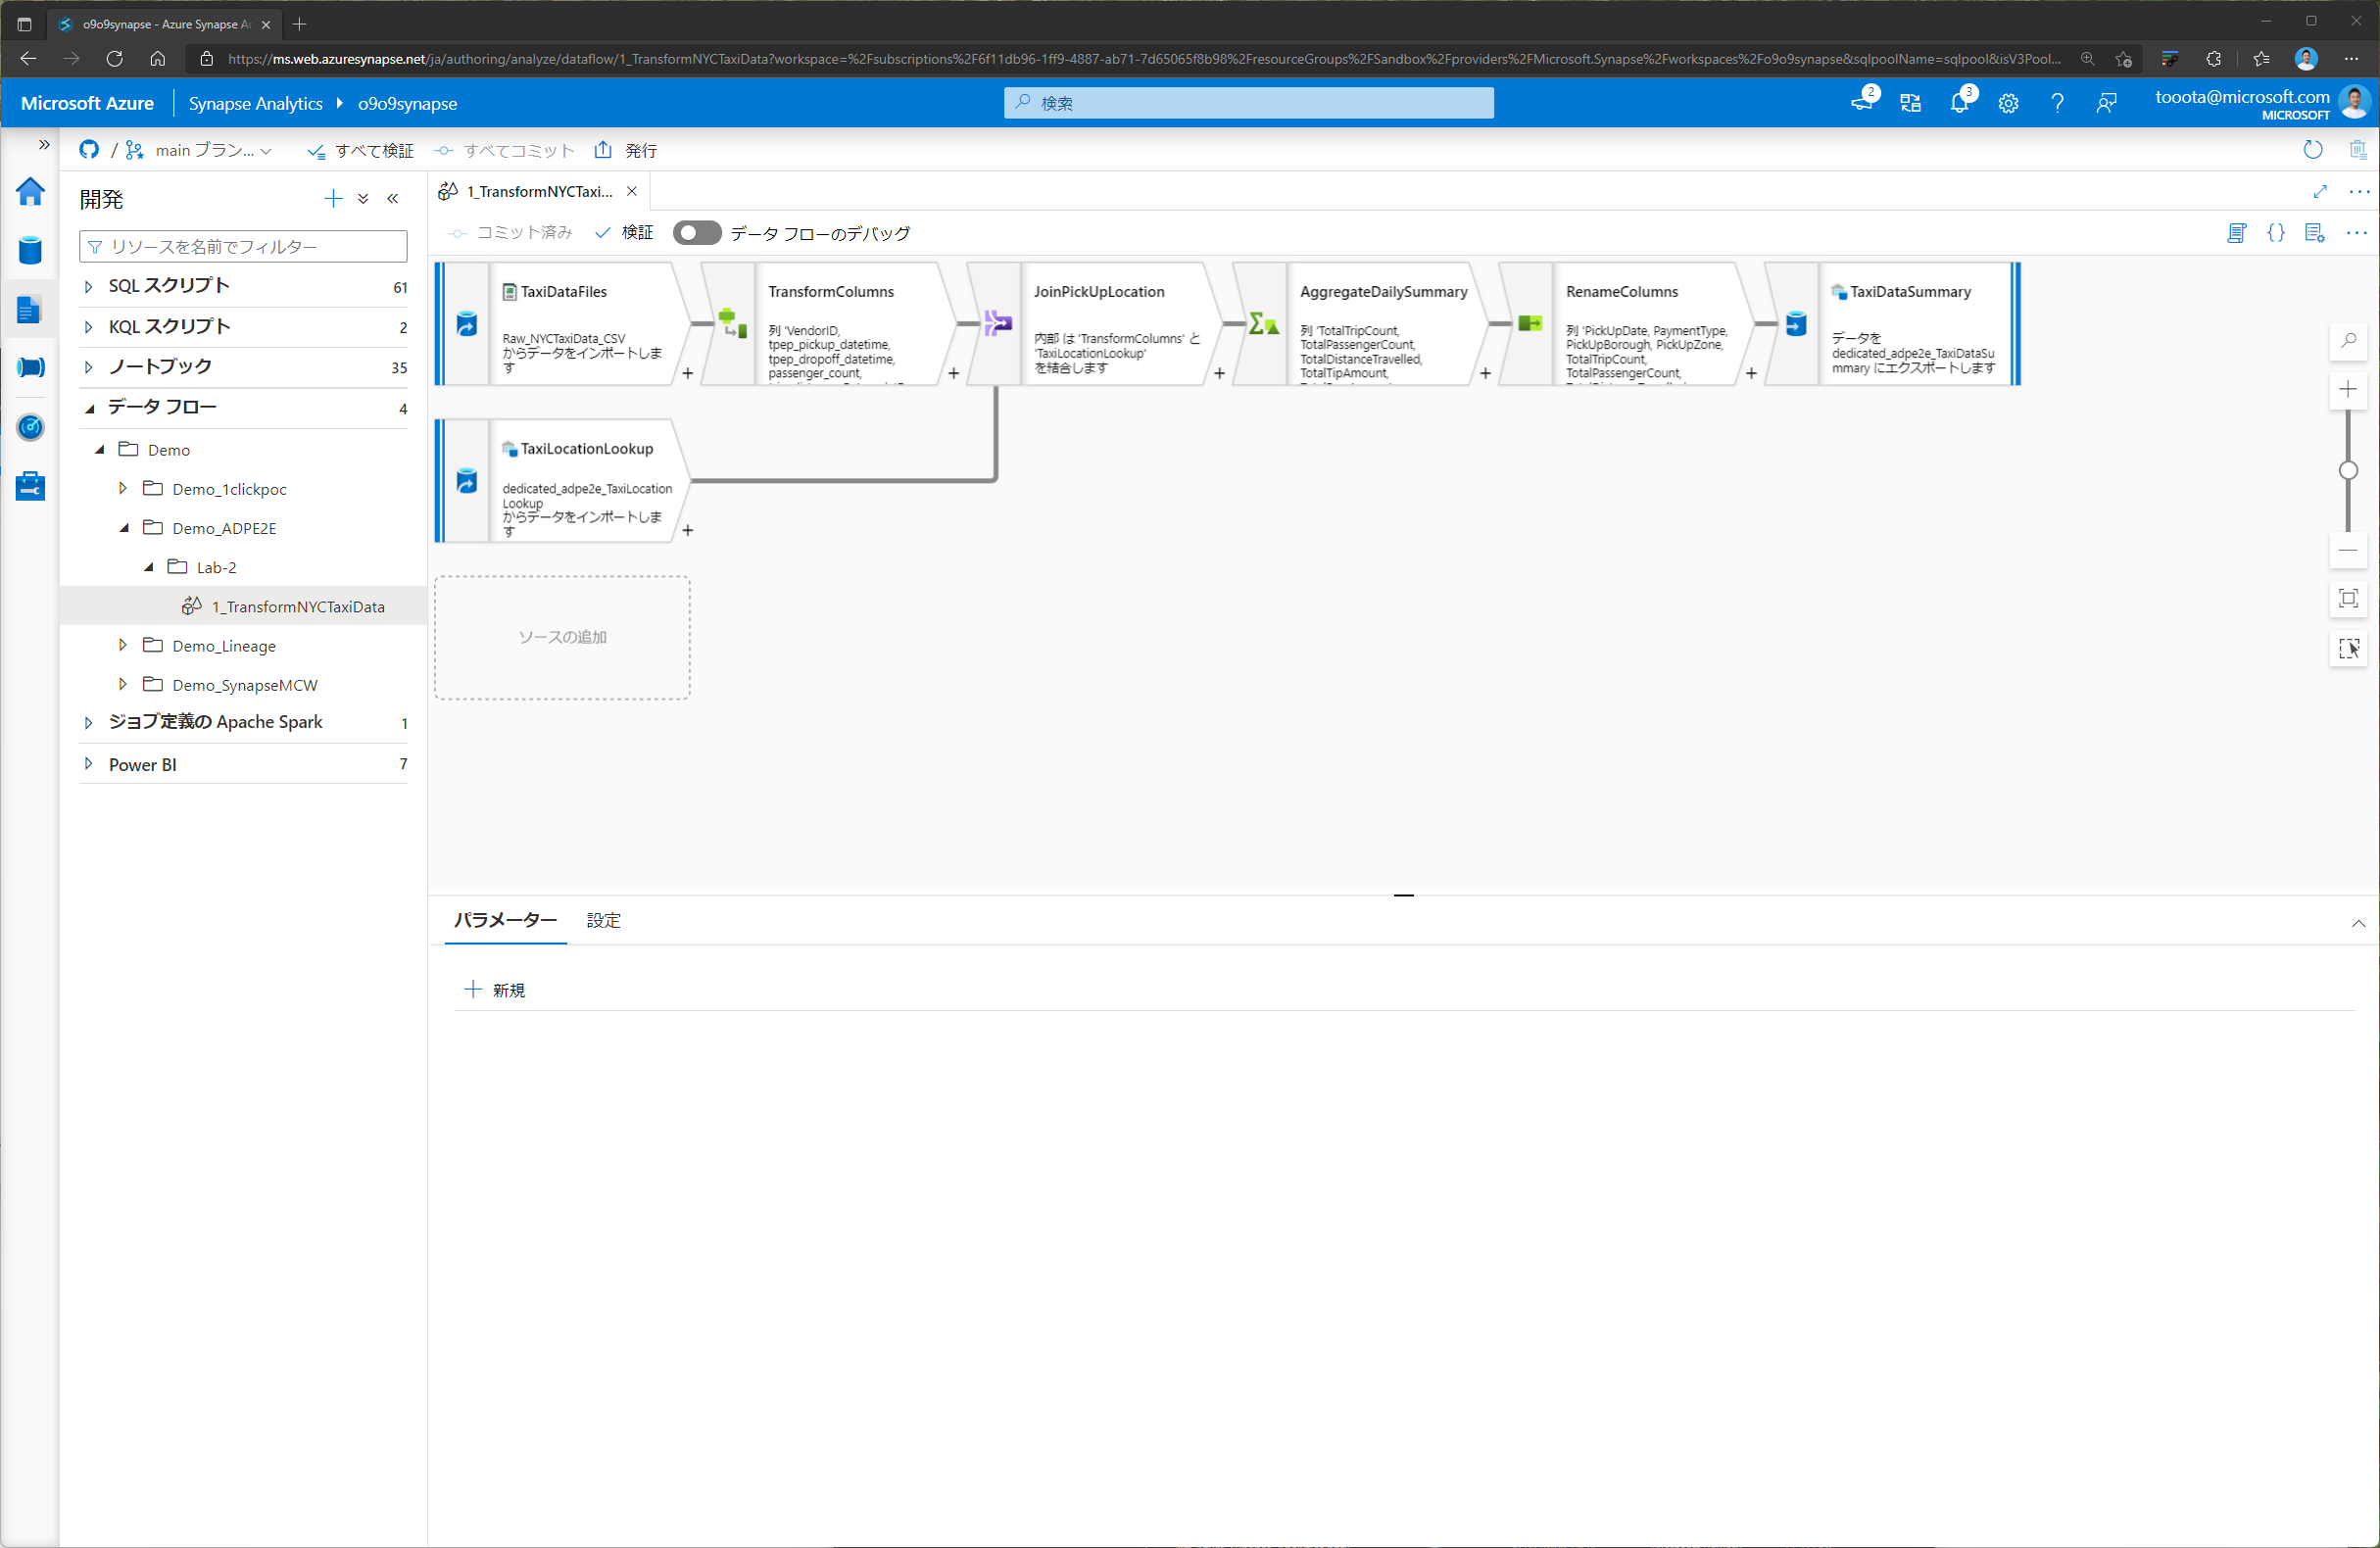 o9o9synapse - Azure Synapse A
https://ms.web.azuresynapse.net/ja/authoring/analyze/dataflow/1_TransformNYCTaxiData?workspace=%2Fsubscriptions%2F6f11db96-1ff9-4887-ab71-7d65065f8b98%2FresourceGroups%2FSandbox%2Fproviders%2FMicrosoft.Synapse%2Fworkspaces%2Fo9o9synapse&sqlpoolName=sqlpool&isV3Pool...
Microsoft Azure
Synapse Analytics
o9o9synapse
検索
2
3
tooota@microsoft.com
MICROSOFT
/
main ブラン...
すべて検証
すべてコミット
発行
開発
リソースを名前でフィルター
SQL スクリプト 61
KQL スクリプト 2
ノートブック 35
データ フロー 4
Demo
Demo_1clickpoc
Demo_ADPE2E
Lab-2
1_TransformNYCTaxiData
Demo_Lineage
Demo_SynapseMCW
ジョブ定義の Apache Spark 1
Power BI 7
1_TransformNYCTaxi...
コミット済み
検証
データ フローのデバッグ
TaxiDataFiles
Raw_NYCTaxiData_CSV
からデータをインポートしま
す
+
TransformColumns
列 'VendorID,
tpep_pickup_datetime,
tpep_dropoff_datetime,
passenger_count,
+
JoinPickUpLocation
内部 は 'TransformColumns' と
'TaxiLocationLookup'
を結合します
+
AggregateDailySummary
列 'TotalTripCount,
TotalPassengerCount,
TotalDistanceTravelled,
TotalTipAmount,
+
RenameColumns
列 'PickUpDate, PaymentType,
PickUpBorough, PickUpZone,
TotalTripCount,
TotalPassengerCount,
+
TaxiDataSummary
データを
dedicated_adpe2e_TaxiDataSu
mmary にエクスポートします
TaxiLocationLookup
dedicated_adpe2e_TaxiLocation
Lookup
からデータをインポートしま
す
+
ソースの追加
パラメーター
設定
新規